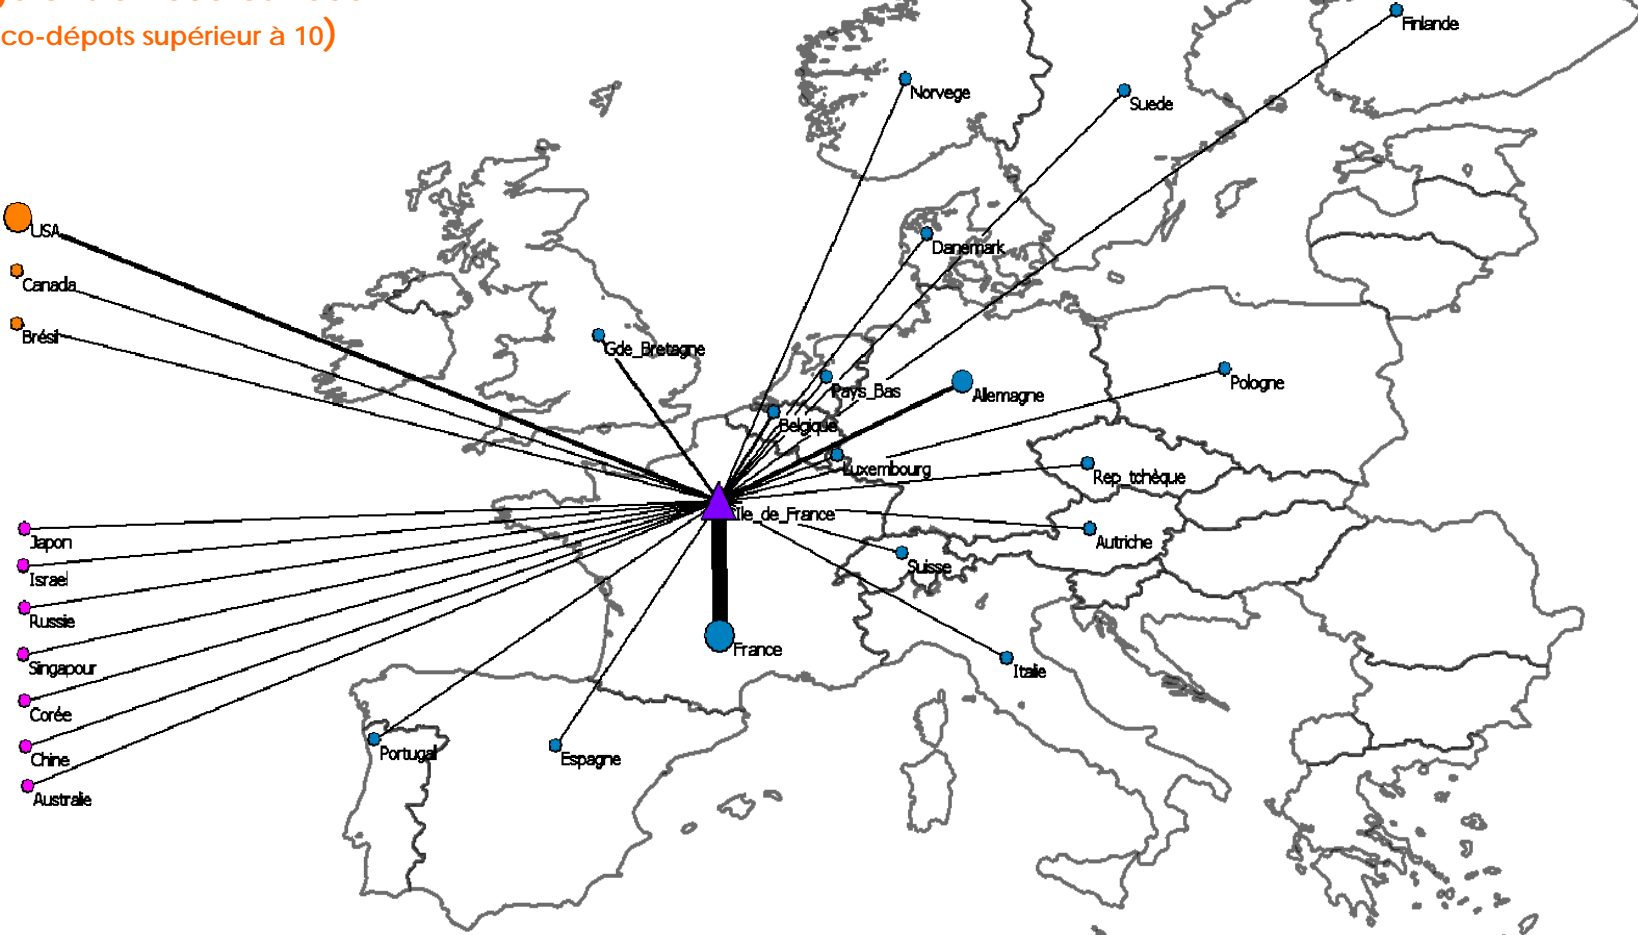 co-dépots supérieur à 10)
Finlande
Norvege
Suede
USA
Danemark
Canada
Brésil
Gde_Bretagne
Pays_Bas
Pologne
Allemagne
Belgique
Luxembourg
Rep_tchèque
Ile_de_France
Japon
Autriche
Suisse
Israel
Russie
France
Singapour
Italie
Corée
Portugal
Espagne
Chine
Australie